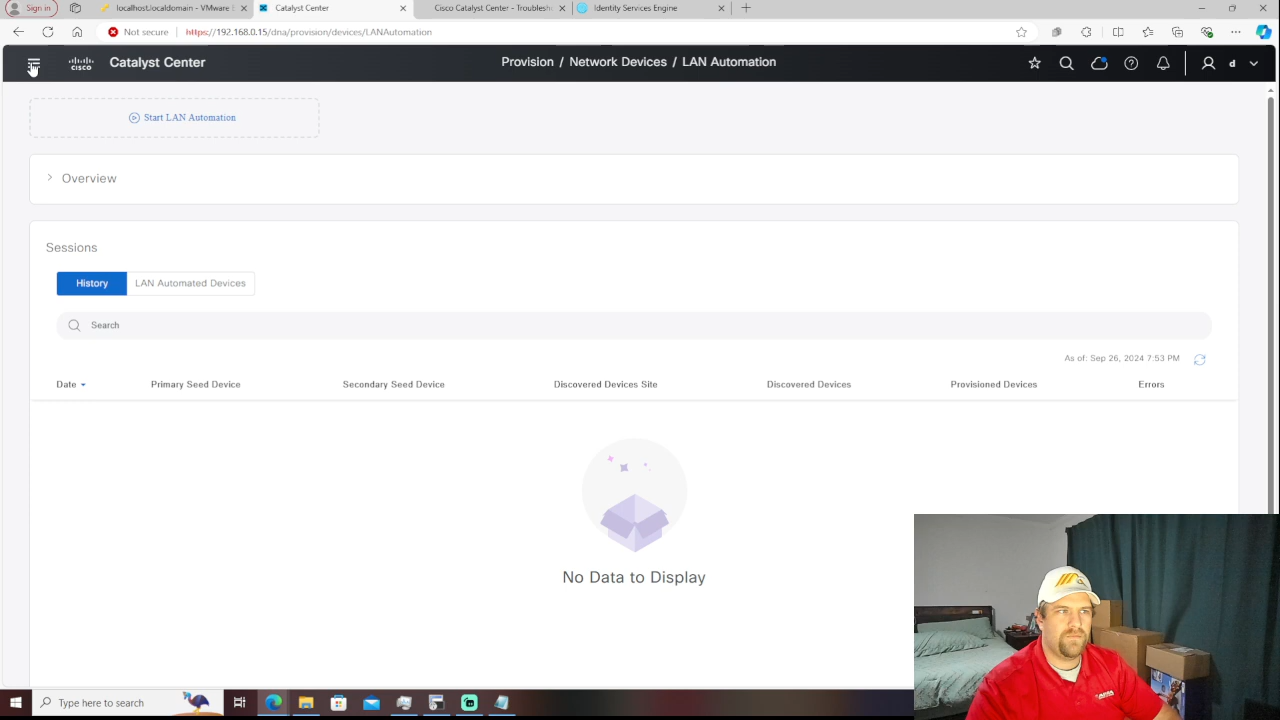 Sign in
localhost.localdomain - VMware
Catalyst Center
Cisco Catalyst Center - Troublesh
Identity Services Engine
Not secure
https://192.168.0.15/dna/provision/devices/LANAutomation
CISCO
Catalyst Center
Provision / Network Devices / LAN Automation
d
Start LAN Automation
Overview
Sessions
History
LAN Automated Devices
Search
As of: Sep 26, 2024 7:53 PM
Date
Primary Seed Device
Secondary Seed Device
Discovered Devices Site
Discovered Devices
Provisioned Devices
Errors
No Data to Display
Type here to search